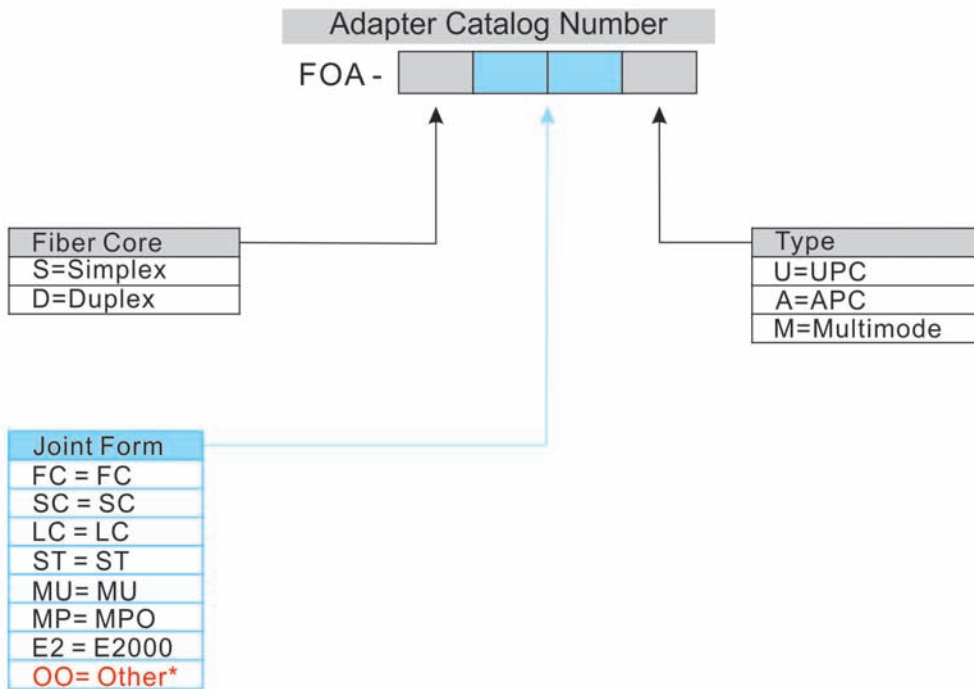 Adapter Catalog Number
FOA -
Fiber Core
S=Simplex
D=Duplex
Type
U=UPC
A=APC
M=Multimode
Joint Form
FC = FC
SC = SC
LC = LC
ST = ST
MU= MU
MP= MPO
E2 = E2000
OO= Other*